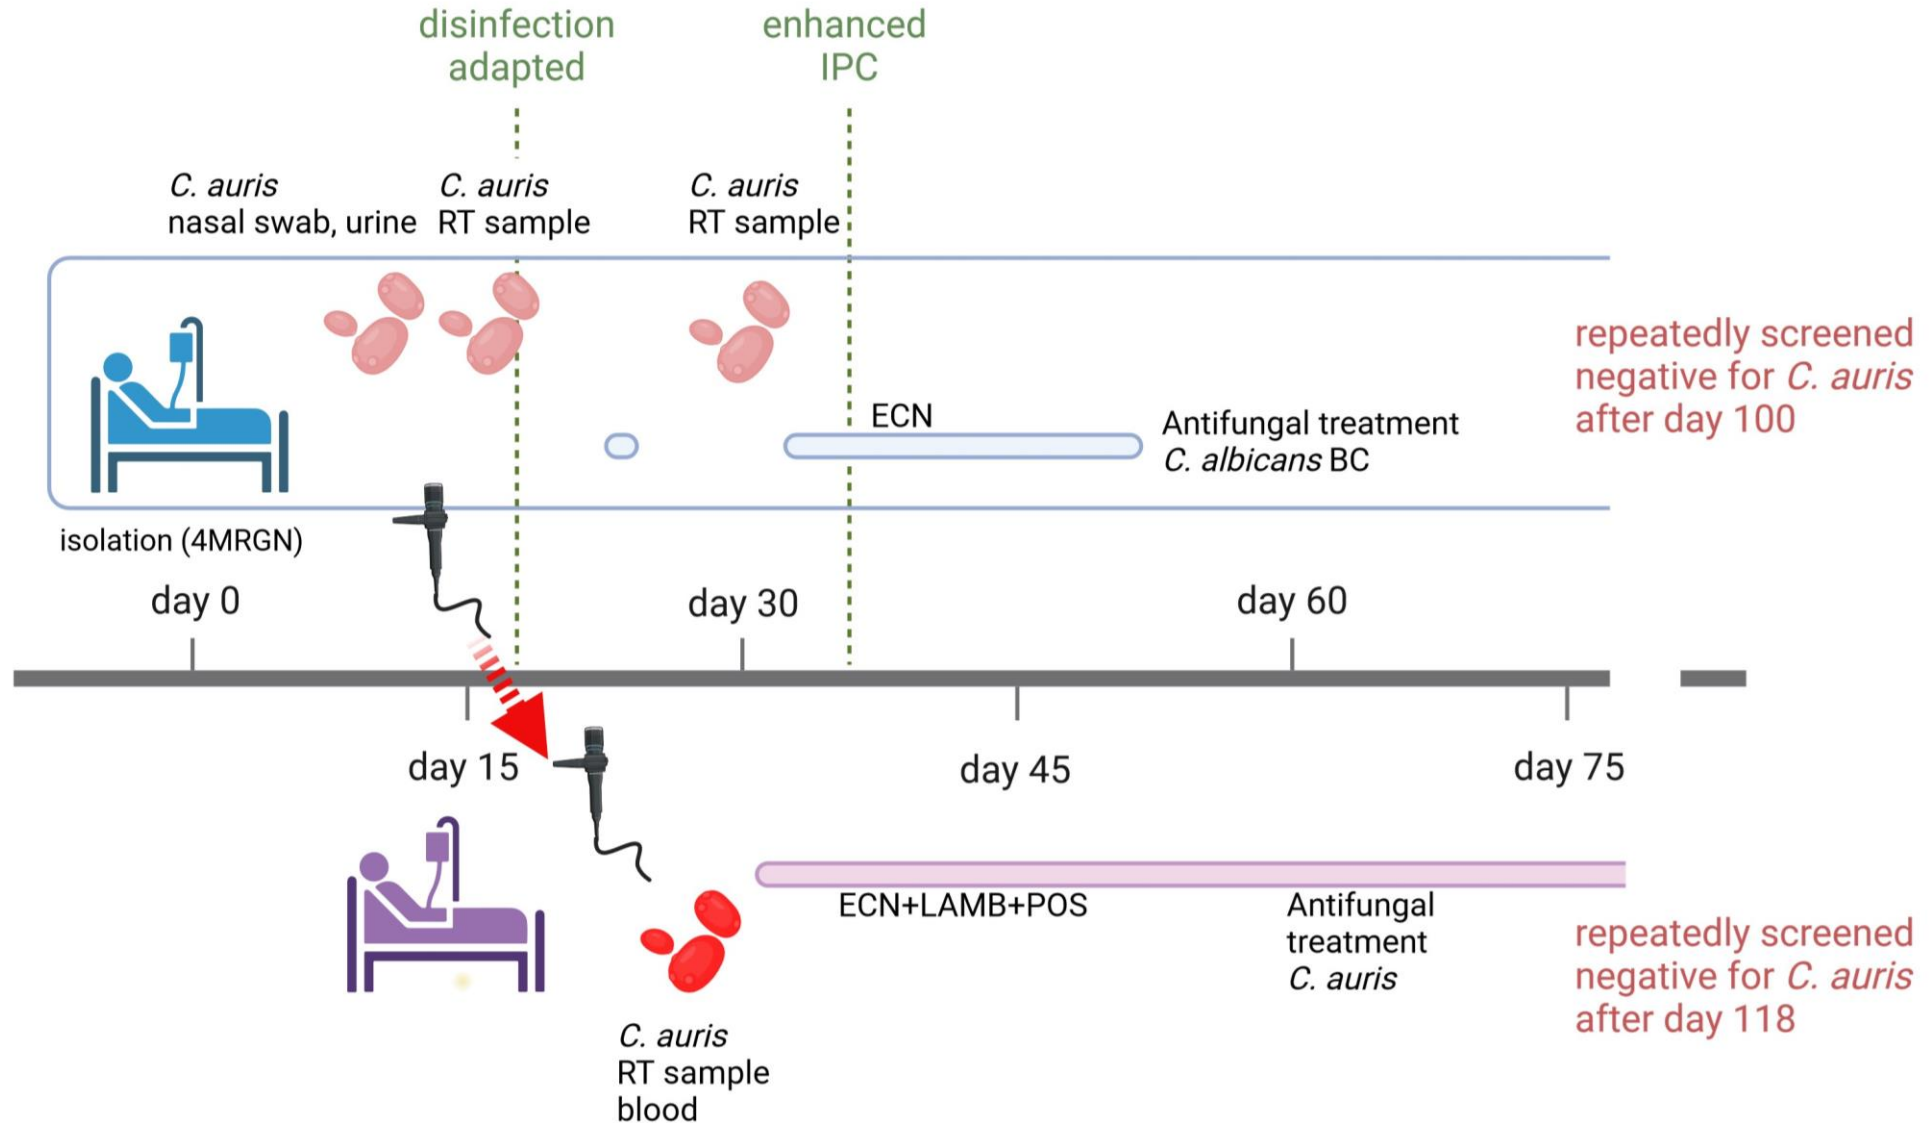 disinfection
adapted
enhanced
IPC
C. auris
nasal swab, urine
C. auris
RT sample
C. auris
RT sample
repeatedly screened
negative for C. auris
after day 100
ECN
Antifungal treatment
C. albicans BC
isolation (4MRGN)
day 0
day 30
day 60
day 15
day 45
day 75
ECN+LAMB+POS
Antifungal
treatment
C. auris
repeatedly screened
negative for C. auris
after day 118
C. auris
RT sample
blood